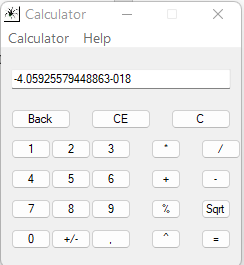 Calculator
Calculator Help
-4.05925579448863-018
Back CE C
1 2 3 * /
4 5 6 + -
7 8 9 % Sqrt
0 +/- , ^ =